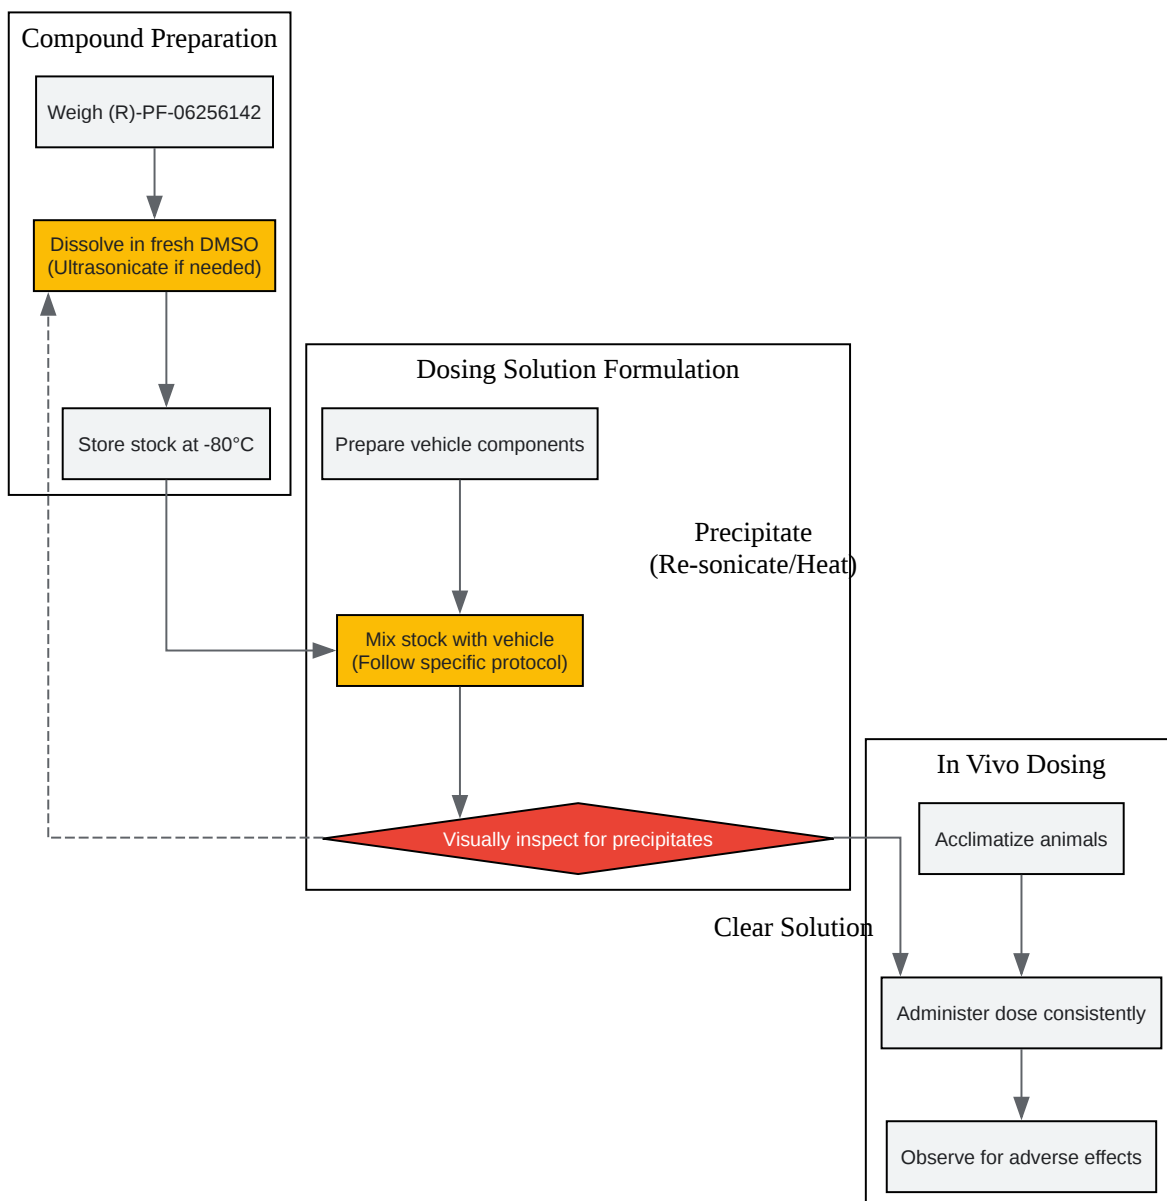 Compound Preparation
Weigh (R)-PF-06256142
Dissolve in fresh DMSO
(Ultrasonicate if needed)
Store stock at -80°C
Dosing Solution Formulation
Prepare vehicle components
Precipitate
(Re-sonicate/Heat)
Mix stock with vehicle
(Follow specific protocol)
Visually inspect for precipitates
Clear Solution
In Vivo Dosing
Acclimatize animals
Administer dose consistently
Observe for adverse effects